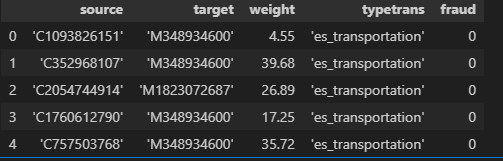 source target weight typetrans fraud
0 'C1093826151' 'M348934600' 4.55 'es_transportation' 0
1 'C352968107' 'M348934600' 39.68 'es_transportation' 0
2 'C2054744914' 'M1823072687' 26.89 'es_transportation' 0
3 'C1760612790' 'M348934600' 17.25 'es_transportation' 0
4 'C757503768' 'M348934600' 35.72 'es_transportation' 0